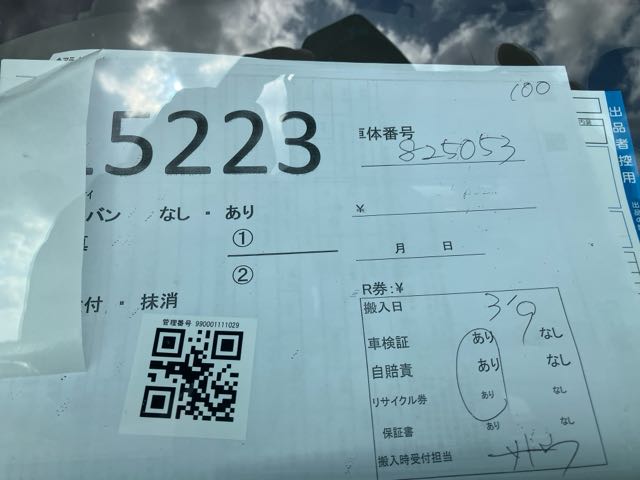 100
5223
車体番号
825053
バン なし ・ あり
¥
①
②
月 日
付 ・ 抹消
R券:¥
搬入日 3/9
車検証 あり なし
自賠責 あり なし
リサイクル券 あり なし
保証書 あり なし
搬入時受付担当
管理番号 990001111029
出品者控用